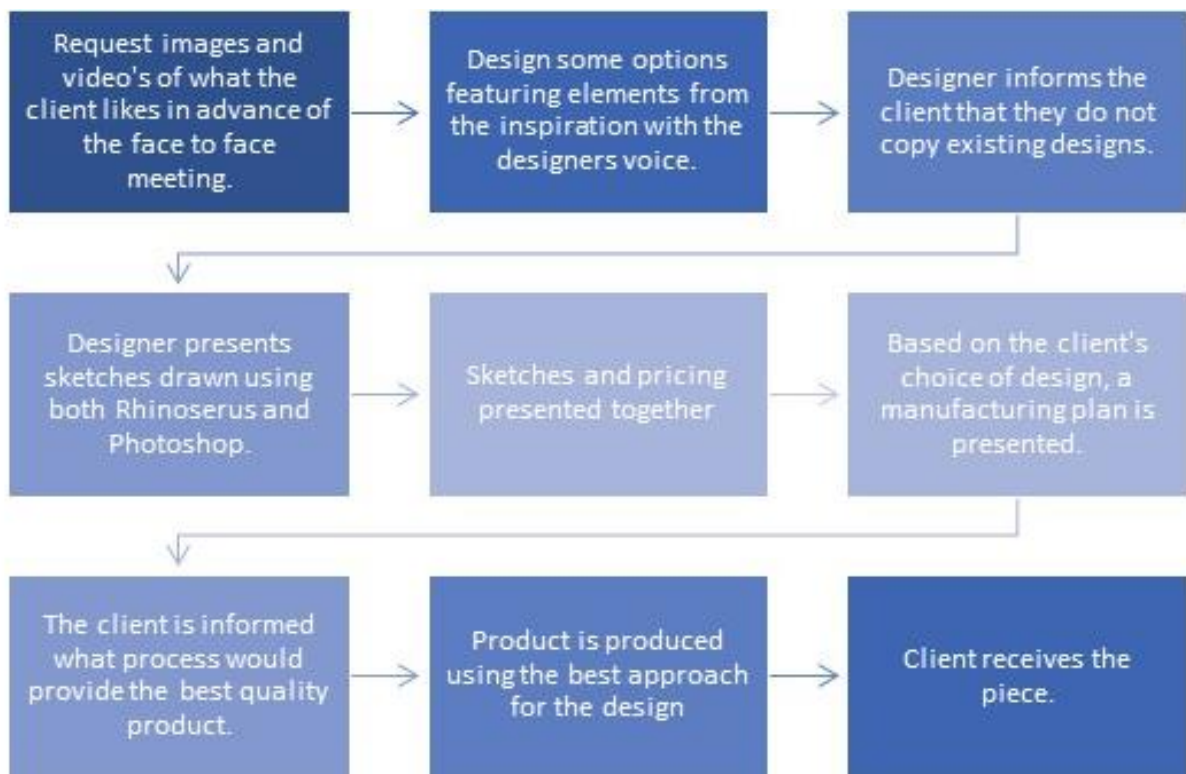 Request images and
video's of what the
client likes in advance of
the face to face
meeting.
Design some options
featuring elements from
the inspiration with the
designers voice.
Designer informs the
client that they do not
copy existing designs.
Designer presents
sketches drawn using
both Rhinoserus and
Photoshop.
Sketches and pricing
presented together
Based on the client's
choice of design, a
manufacturing plan is
presented.
The client is informed
what process would
provide the best quality
product.
Product is produced
using the best approach
for the design
Client receives the
piece.